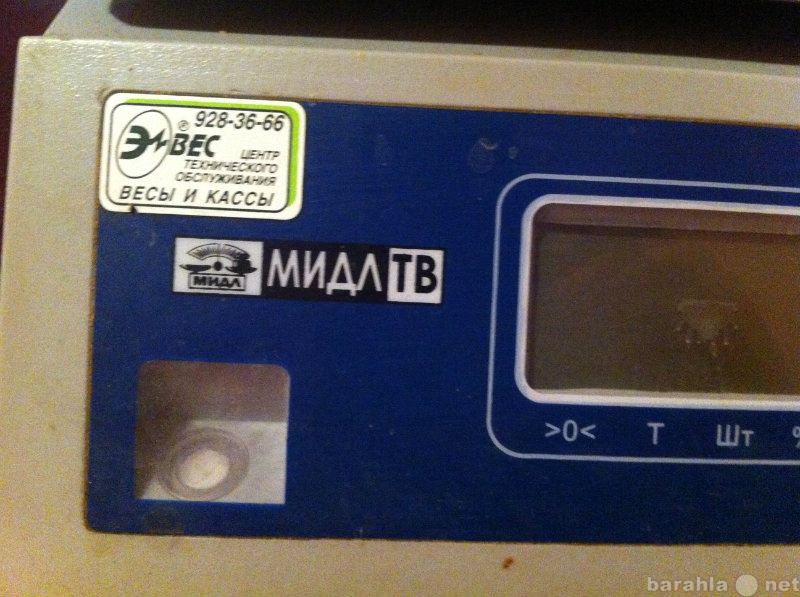 928-36-66
Э ВЕС ®
ЦЕНТР
ТЕХНИЧЕСКОГО
ОБСЛУЖИВАНИЯ
ВЕСЫ И КАССЫ
МИДЛ
МИДЛ ТВ
>0< Т Шт %
barahla net